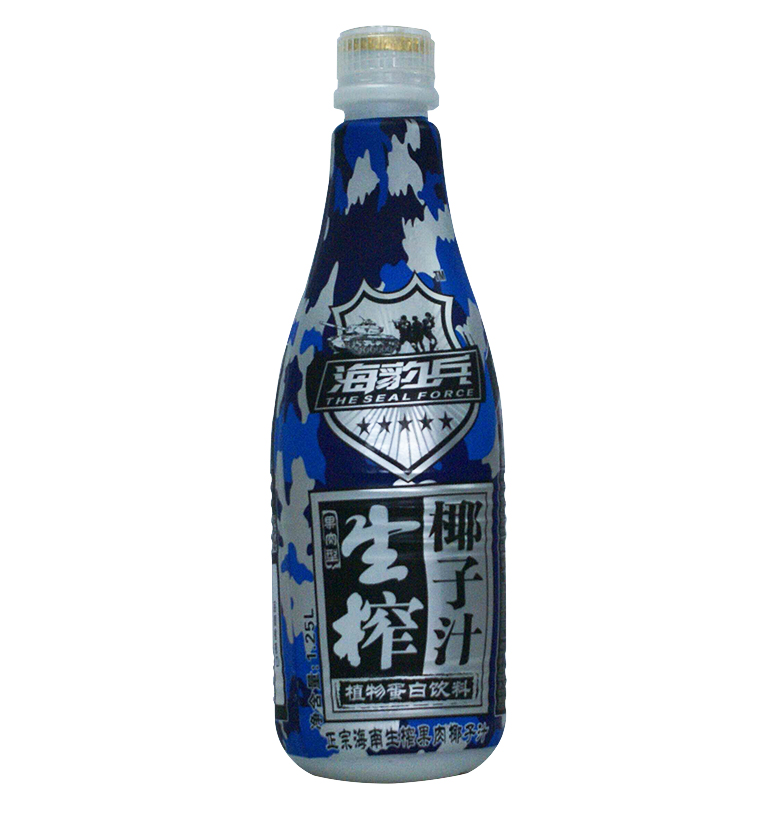 TM
海豹兵
THE SEAL FORCE
果肉型
生榨
椰子汁
植物蛋白饮料
净含量:1.25L
正宗海南生榨果肉椰子汁